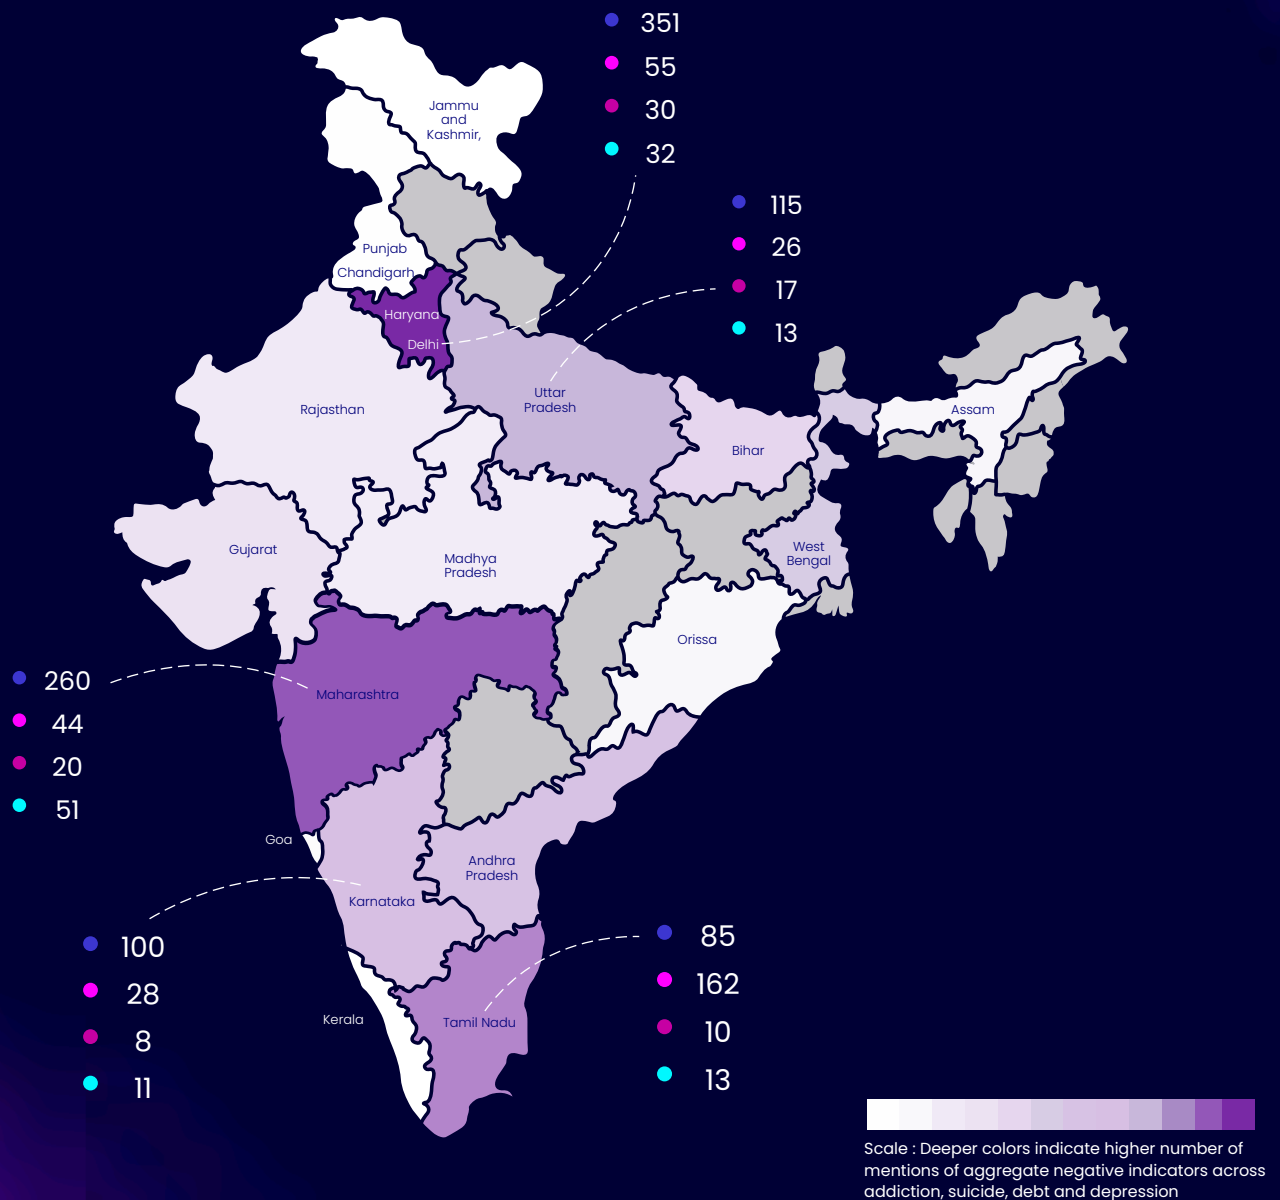 351
55
30
32
Jammu
and
Kashmir,
115
26
17
13
Punjab
Chandigarh
Haryana
Delhi
Uttar
Pradesh
Rajasthan
Assam
Bihar
Gujarat
Madhya
Pradesh
West
Bengal
Orissa
260
44
20
51
Maharashtra
Goa
Andhra
Pradesh
Karnataka
100
28
8
11
85
162
10
13
Kerala
Tamil Nadu
Scale : Deeper colors indicate higher number of
mentions of aggregate negative indicators across
addiction, suicide, debt and depression